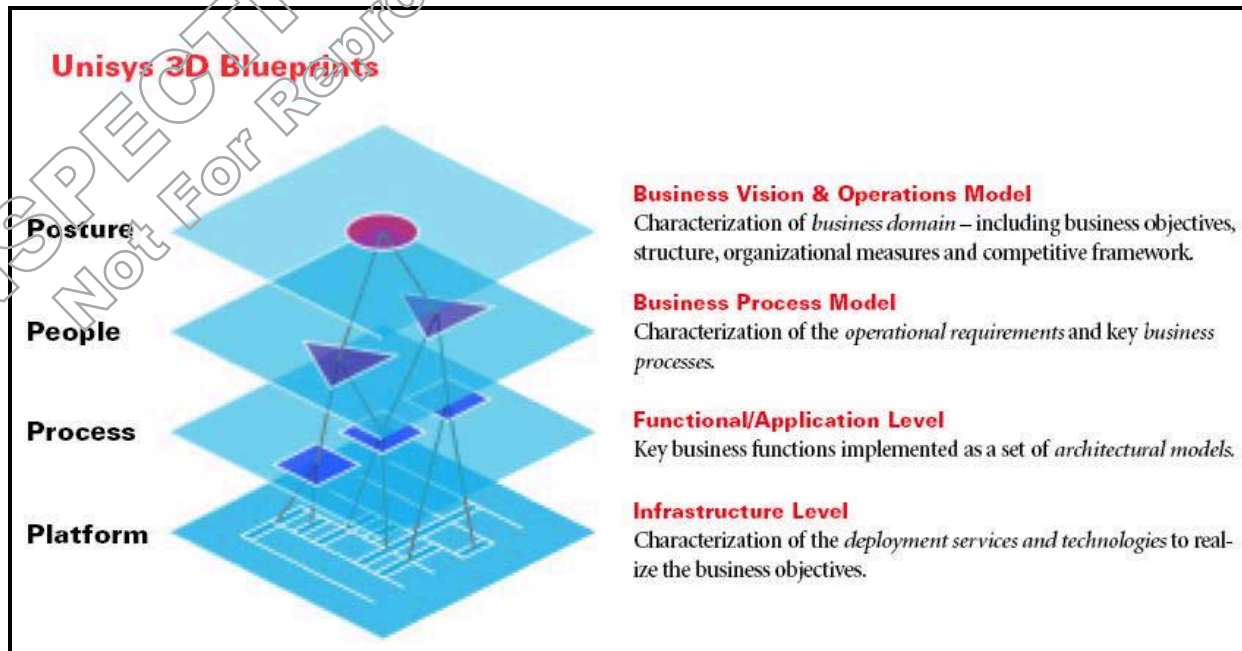 Unisys 3D Blueprints
Posture
Business Vision & Operations Model
Characterization of business domain – including business objectives,
structure, organizational measures and competitive framework.
People
Business Process Model
Characterization of the operational requirements and key business
processes.
Process
Functional/Application Level
Key business functions implemented as a set of architectural models.
Platform
Infrastructure Level
Characterization of the deployment services and technologies to real-
ize the business objectives.
Not For Repro